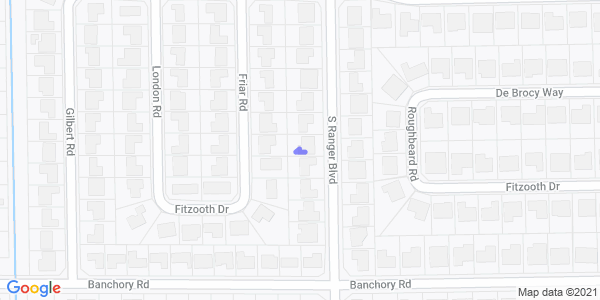 De Brocy Way
London Rd
Friar Rd
Gilbert Rd
S Ranger Blvd
Roughbeard Rd
Fitzooth Dr
Fitzooth Dr
Banchory Rd
Banchory Rd
Google
Map data ©2021